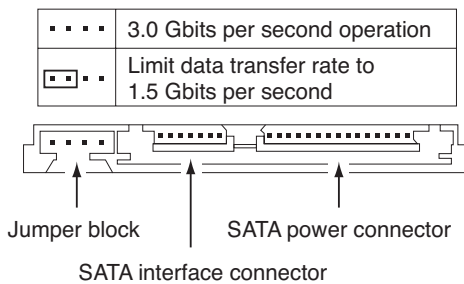 3.0 Gbits per second operation
Limit data transfer rate to
1.5 Gbits per second
Jumper block
SATA power connector
SATA interface connector